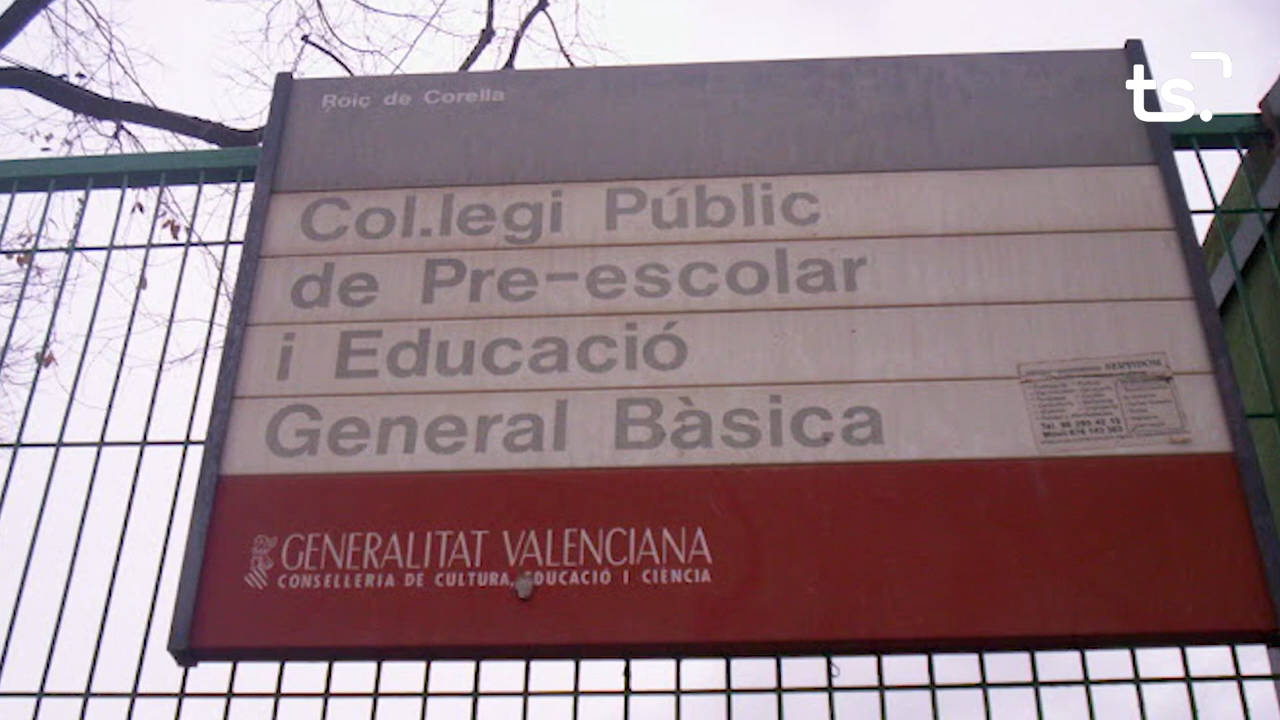 ts.
Roiç de Corella
Col.legi Públic
de Pre-escolar
i Educació
General Bàsica
SERVIDOM
GENERALITAT VALENCIANA
CONSELLERIA DE CULTURA, EDUCACIÓ I CIENCIA